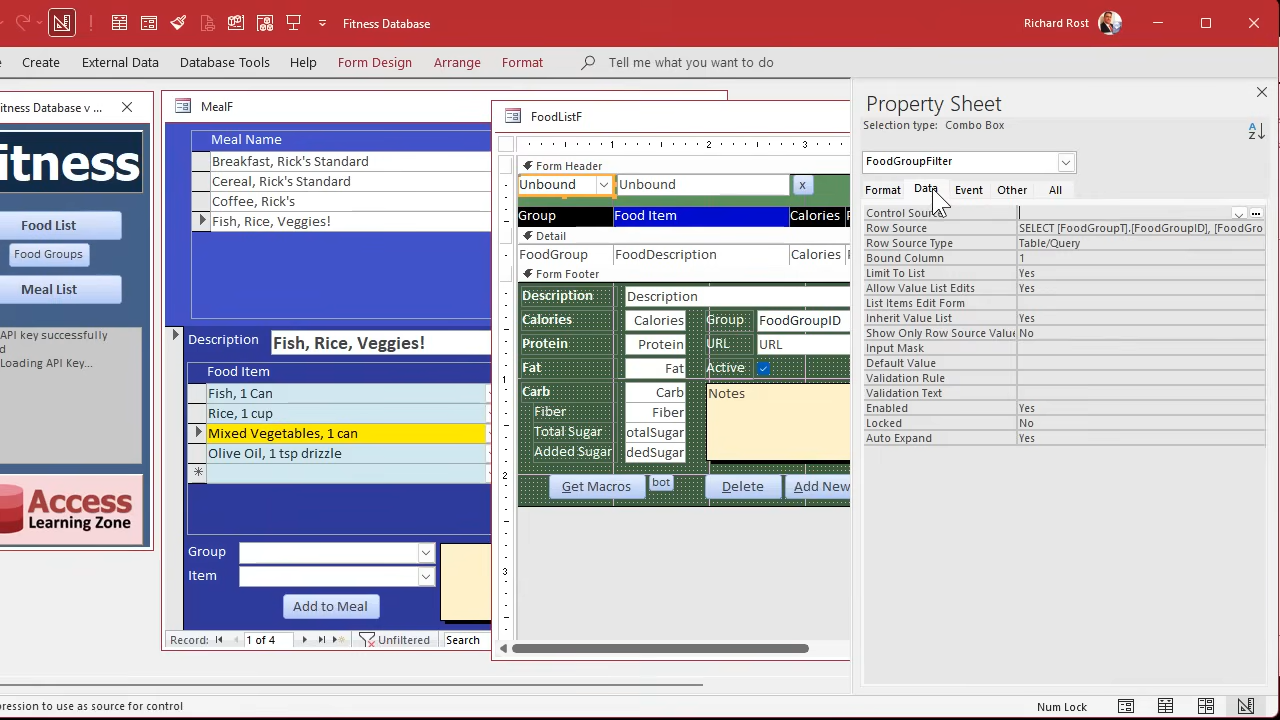 Fitness Database
Richard Rost
Create
External Data
Database Tools
Help
Form Design
Arrange
Format
Tell me what you want to do
itness Database v ...
itness
Food List
Food Groups
Meal List
API key successfully
d
Loading API Key...
Access
Learning Zone
MealF
Meal Name
Breakfast, Rick's Standard
Cereal, Rick's Standard
Coffee, Rick's
Fish, Rice, Veggies!
Description
Fish, Rice, Veggies!
Food Item
Fish, 1 Can
Rice, 1 cup
Mixed Vegetables, 1 can
Olive Oil, 1 tsp drizzle
Group
Item
Add to Meal
Record:
1 of 4
Unfiltered
Search
FoodListF
Form Header
Unbound
Unbound
x
Group
Food Item
Calories
Detail
FoodGroup
FoodDescription
Calories
Form Footer
Description
Description
Calories
Calories
Group
FoodGroupID
Protein
Protein
URL
URL
Fat
Fat
Active
Carb
Carb
Notes
Fiber
Fiber
Total Sugar
otalSugar
Added Sugar
dedSugar
Get Macros
bot
Delete
Add New
1
2
3
Property Sheet
Selection type: Combo Box
FoodGroupFilter
Format
Data
Event
Other
All
Control Sou
Row Source
SELECT [FoodGroupT].[FoodGroupID], [FoodGro
Row Source Type
Table/Query
Bound Column
1
Limit To List
Yes
Allow Value List Edits
Yes
List Items Edit Form
Inherit Value List
Yes
Show Only Row Source Value
No
Input Mask
Default Value
Validation Rule
Validation Text
Enabled
Yes
Locked
No
Auto Expand
Yes
pression to use as source for control
Num Lock